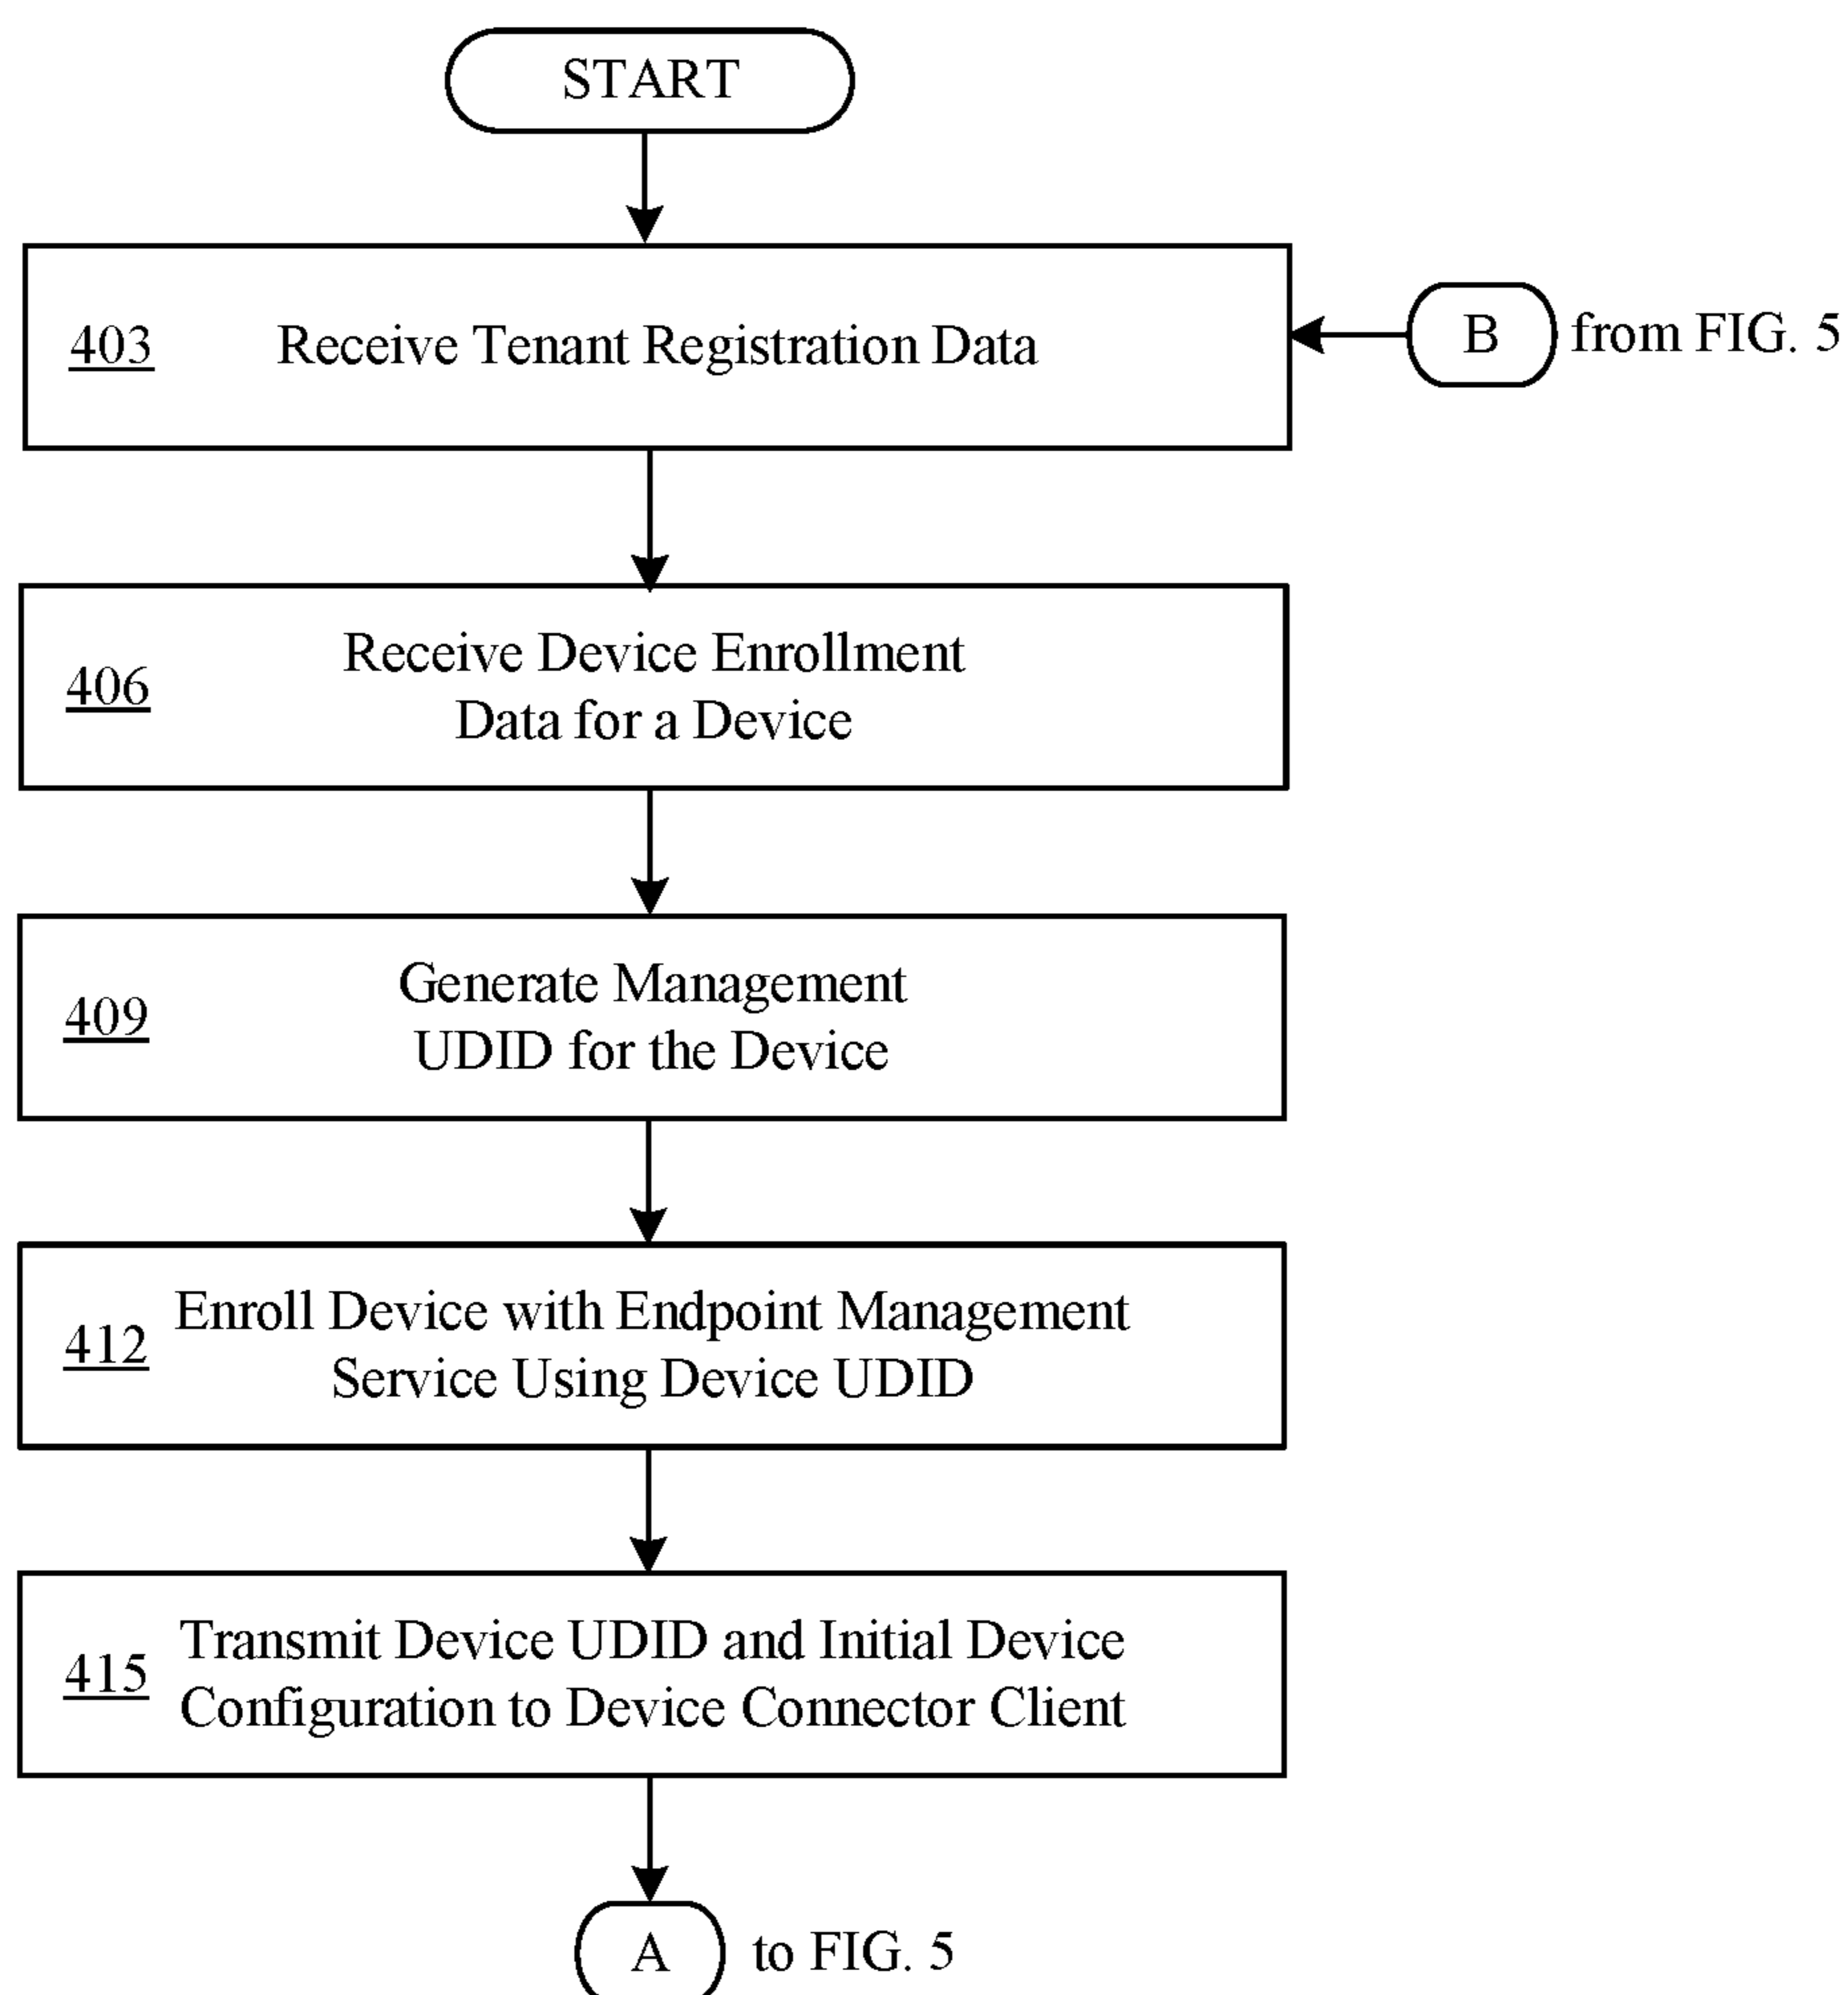 START
403 Receive Tenant Registration Data
B from FIG. 5
406 Receive Device Enrollment
Data for a Device
409 Generate Management
UDID for the Device
412 Enroll Device with Endpoint Management
Service Using Device UDID
415 Transmit Device UDID and Initial Device
Configuration to Device Connector Client
A to FIG. 5